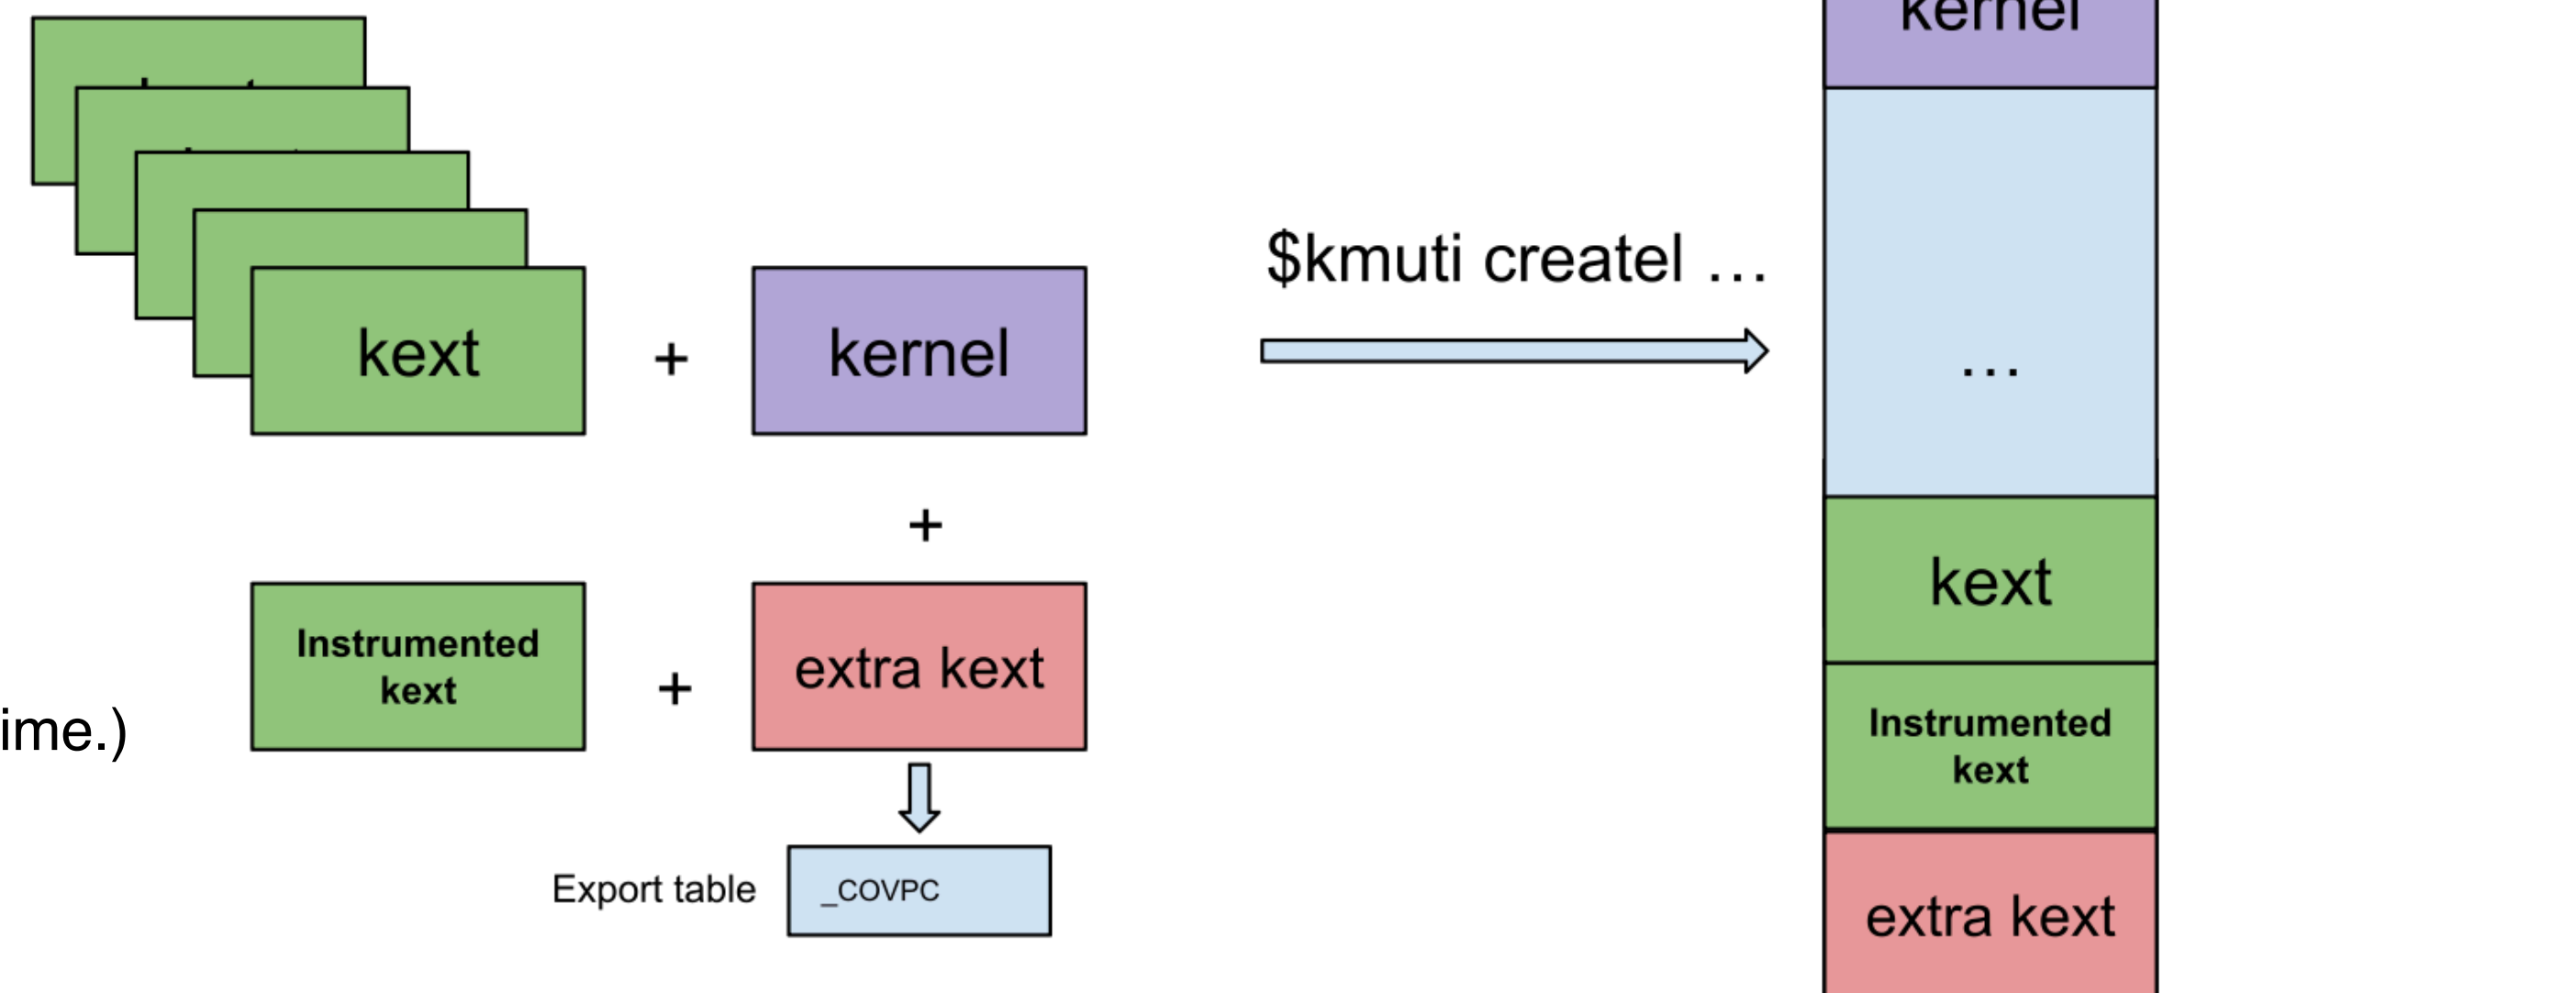 kernel
$kmuti createl …
kext
+
kernel
…
+
kext
Instrumented
kext
+
extra kext
ime.)
Instrumented
kext
Export table
_COVPC
extra kext